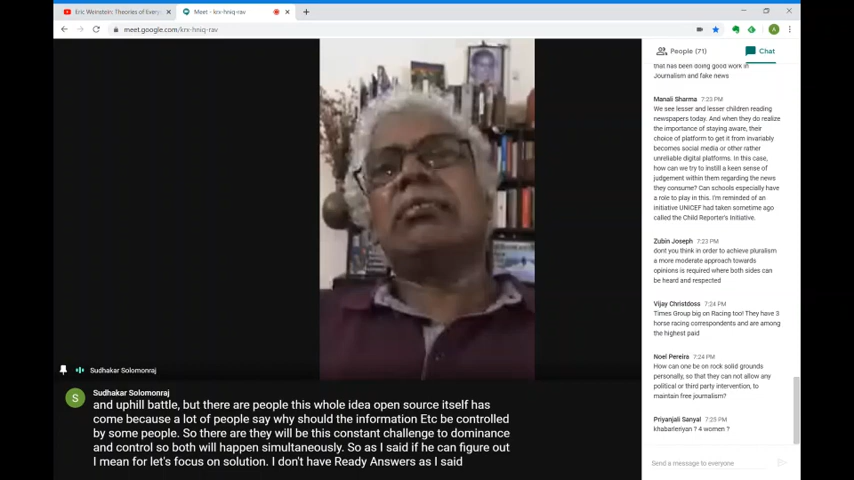 Eric Weinstein: Theories of Every
Meet - krx-hniq-rav
meet.google.com/krx-hniq-rav
People (71)
Chat
that has been doing good work in
Journalism and fake news
Manali Sharma 7:23 PM
We see lesser and lesser children reading
newspapers today. And when they do realize
the importance of staying aware, their
choice of platform to get it from invariably
becomes social media or other rather
unreliable digital platforms. In this case,
how can we try to instill a keen sense of
judgement within them regarding the news
they consume? Can schools especially have
a role to play in this. I'm reminded of an
initiative UNICEF had taken sometime ago
called the Child Reporter's Initiative.
Zubin Joseph 7:23 PM
dont you think in order to achieve pluralism
a more moderate approach towards
opinions is required where both sides can
be heard and respected
Vijay Christdoss 7:24 PM
Times Group big on Racing too! They have 3
horse racing correspondents and are among
the highest paid
Noel Pereira 7:24 PM
How can one be on rock solid grounds
personally, so that they can not allow any
political or third party intervention, to
maintain free journalism?
Priyanjali Sanyal 7:25 PM
khabarleriyan ? 4 women ?
Send a message to everyone
Sudhakar Solomonraj
S
Sudhakar Solomonraj
and uphill battle, but there are people this whole idea open source itself has
come because a lot of people say why should the information Etc be controlled
by some people. So there are they will be this constant challenge to dominance
and control so both will happen simultaneously. So as I said if he can figure out
I mean for let's focus on solution. I don't have Ready Answers as I said